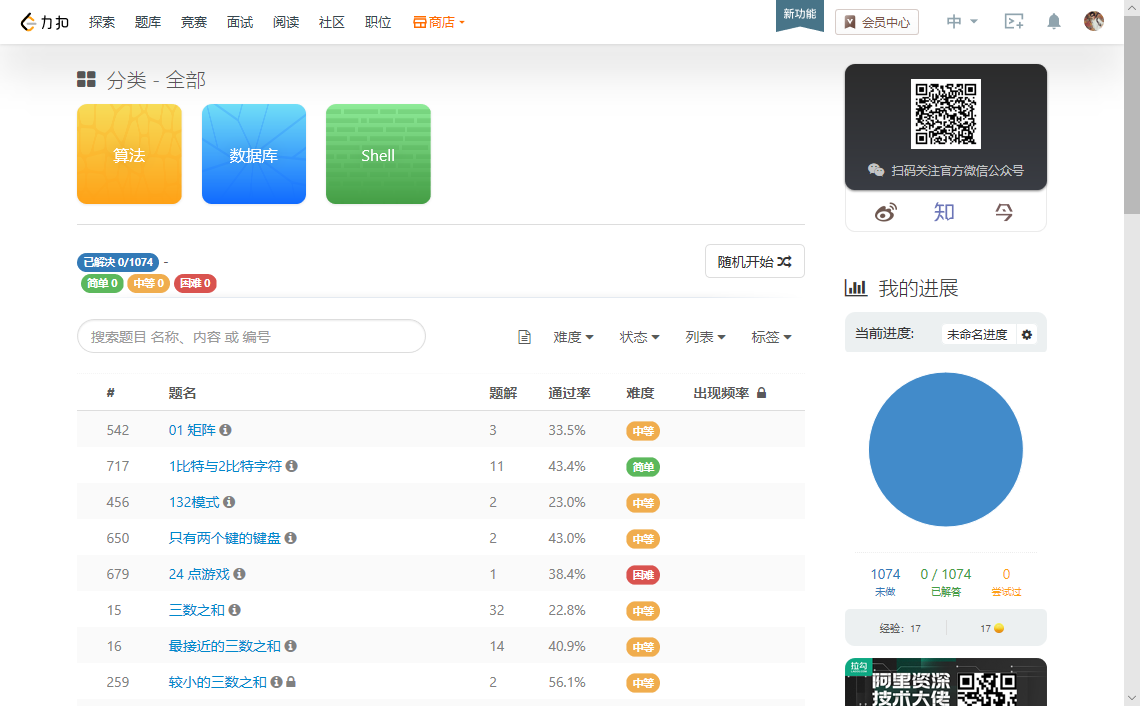 力扣 探索 题库 竞赛 面试 阅读 社区 职位 商店 新功能 会员中心 中
分类 - 全部
算法 数据库 Shell
扫码关注官方微信公众号
知
已解决 0/1074 -
简单 0 中等 0 困难 0
随机开始
我的进展
搜索题目 名称、内容 或 编号 难度 状态 列表 标签
当前进度: 未命名进度
# 题名 题解 通过率 难度 出现频率
542 01 矩阵 3 33.5% 中等
717 1比特与2比特字符 11 43.4% 简单
456 132模式 2 23.0% 中等
650 只有两个键的键盘 2 43.0% 中等
679 24 点游戏 1 38.4% 困难
15 三数之和 32 22.8% 中等
16 最接近的三数之和 14 40.9% 中等
259 较小的三数之和 2 56.1% 中等
1074 0 / 1074 0
未做 已解答 尝试过
经验: 17 17
拉勾
阿里资深
技术大佬